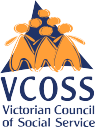 VCOSS
Victorian Council
of Social Service